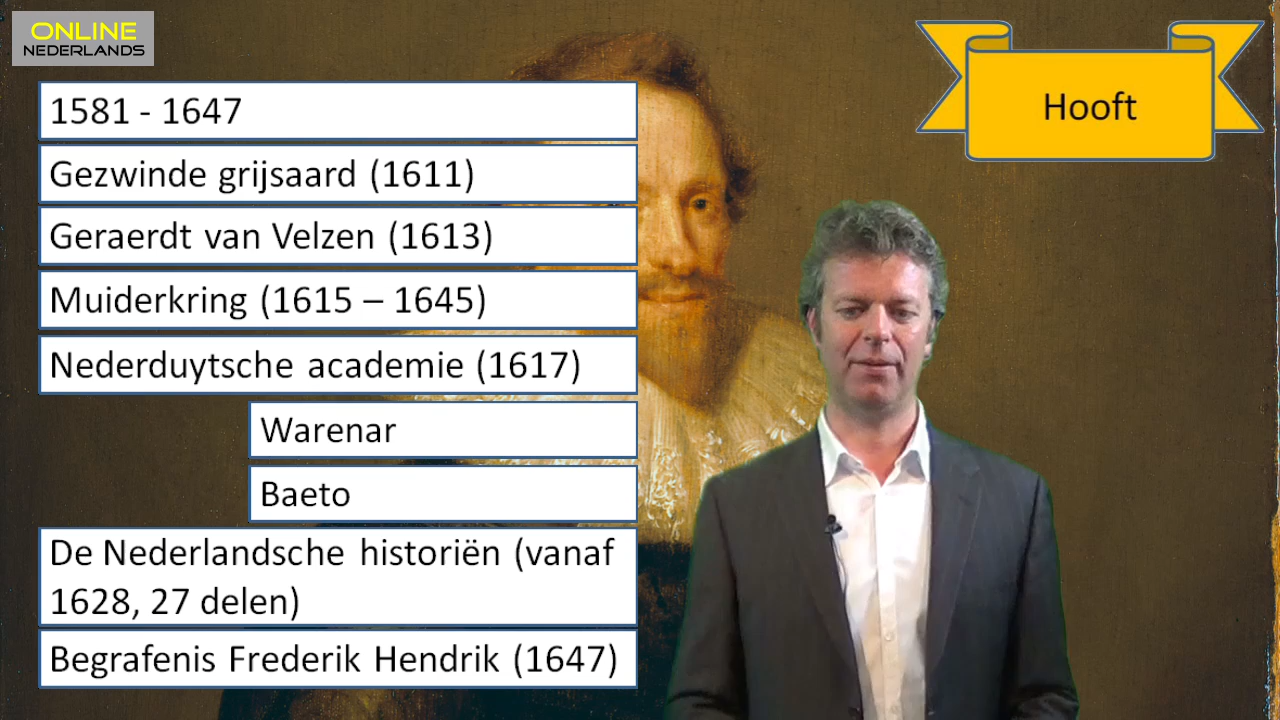 ONLINE
NEDERLANDS
Hooft
1581 - 1647
Gezwinde grijsaard (1611)
Geraerdt van Velzen (1613)
Muiderkring (1615 – 1645)
Nederduytsche academie (1617)
Warenar
Baeto
De Nederlandsche historiën (vanaf
1628, 27 delen)
Begrafenis Frederik Hendrik (1647)